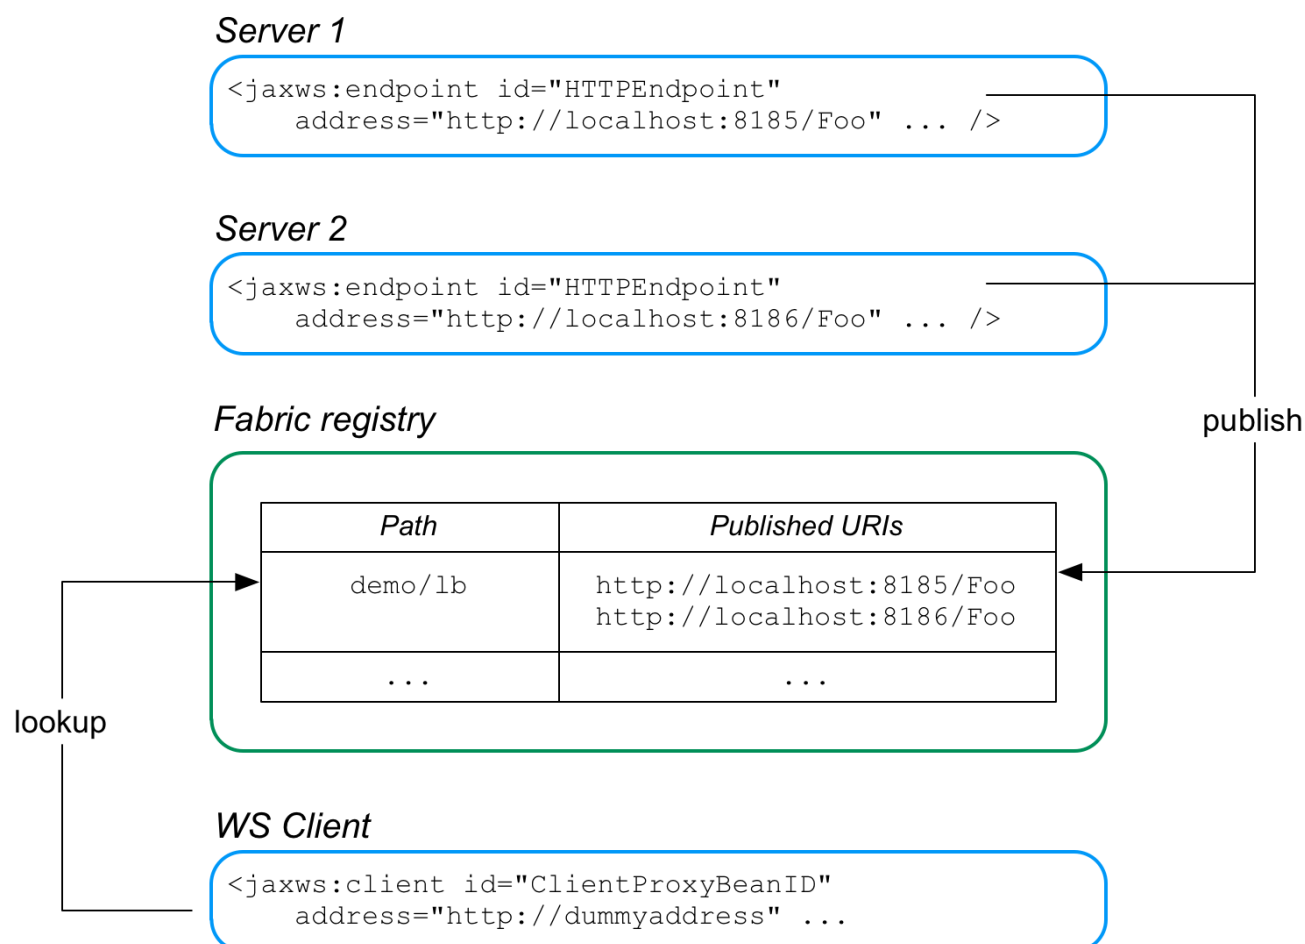 Server 1
<jaxws:endpoint id="HTTPEndpoint"
address="http://localhost:8185/Foo" ... />
Server 2
<jaxws:endpoint id="HTTPEndpoint"
address="http://localhost:8186/Foo" ... />
Fabric registry
publish
Path Published URIs
demo/lb http://localhost:8185/Foo
http://localhost:8186/Foo
... ...
lookup
WS Client
<jaxws:client id="ClientProxyBeanID"
address="http://dummyaddress" ...